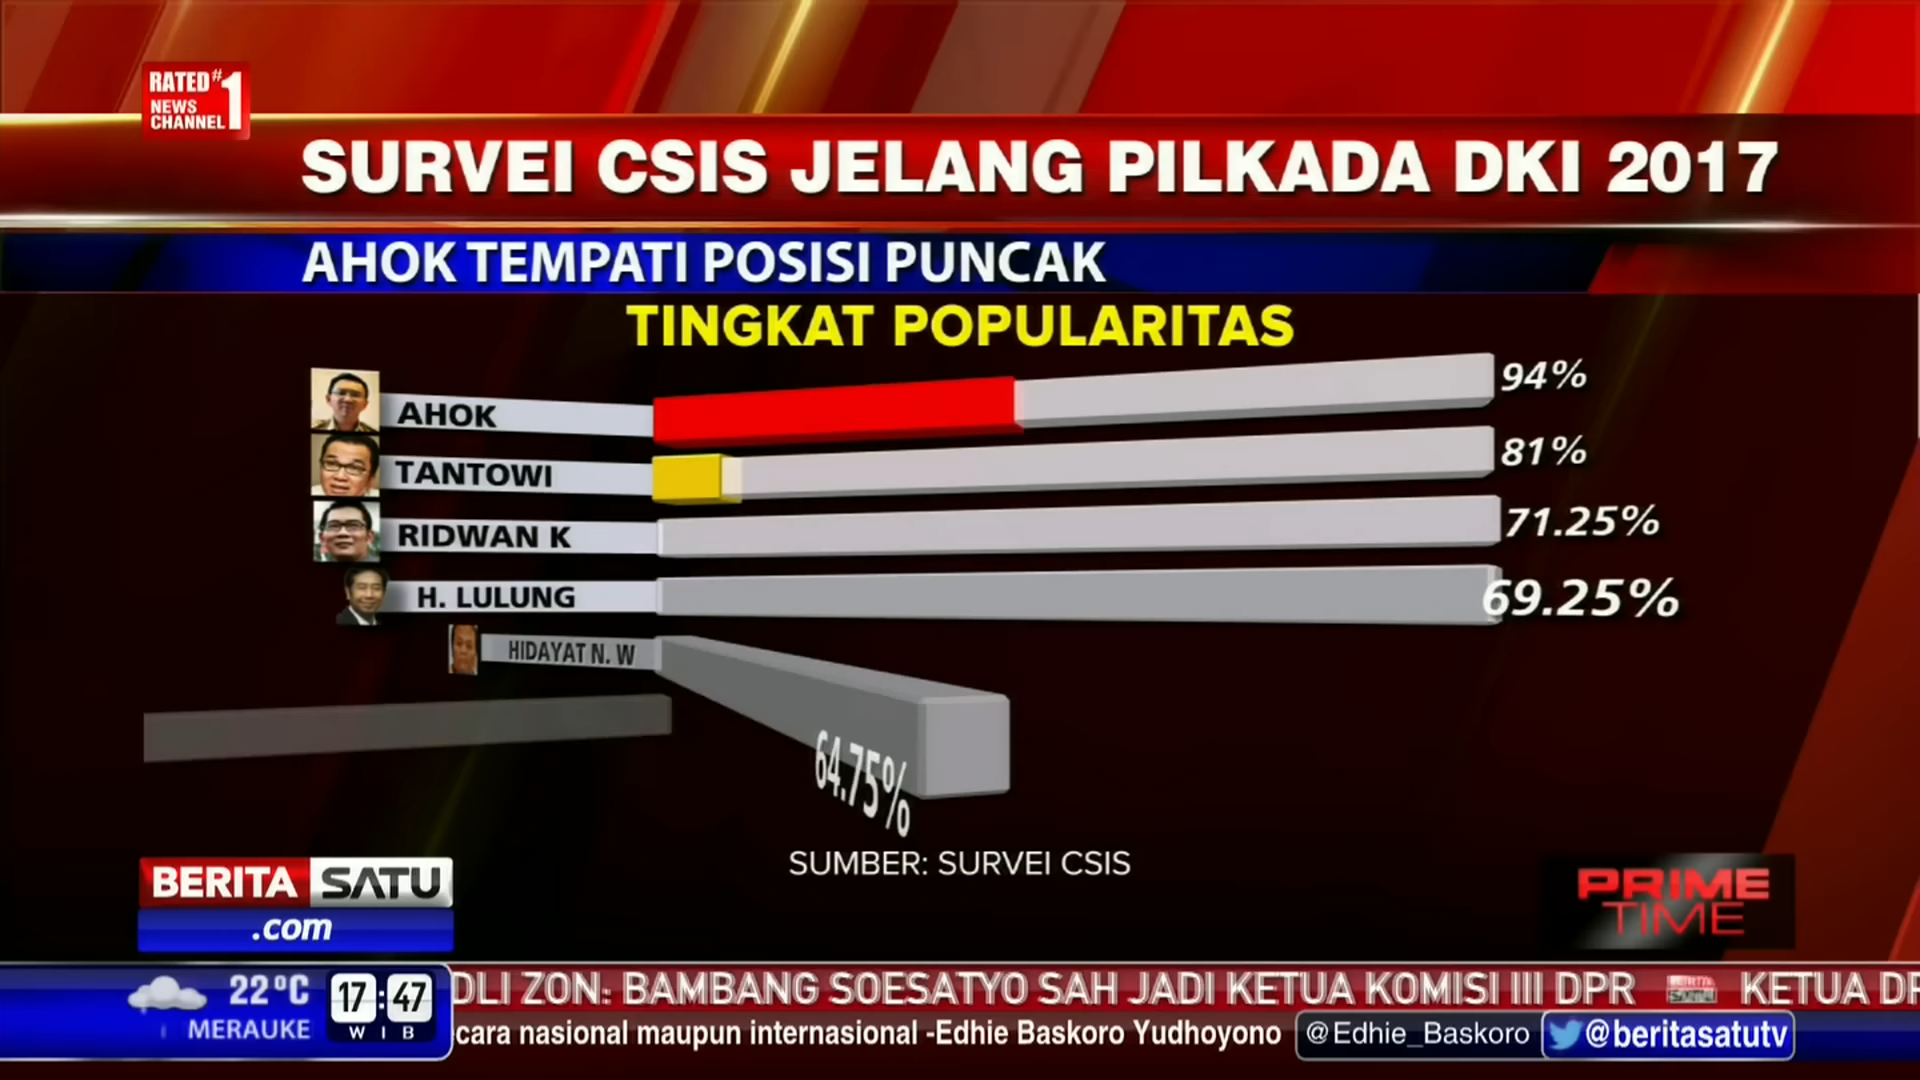 RATED #1
NEWS
CHANNEL
SURVEI CSIS JELANG PILKADA DKI 2017
AHOK TEMPATI POSISI PUNCAK
TINGKAT POPULARITAS
AHOK 94%
TANTOWI 81%
RIDWAN K 71.25%
H. LULUNG 69.25%
HIDAYAT N. W
64.75%
SUMBER: SURVEI CSIS
BERITA SATU
.com
PRIME
TIME
22°C
MERAUKE
17:47
WIB
DLI ZON: BAMBANG SOESATYO SAH JADI KETUA KOMISI III DPR KETUA DP
cara nasional maupun internasional -Edhie Baskoro Yudhoyono @Edhie_Baskoro @beritasatutv